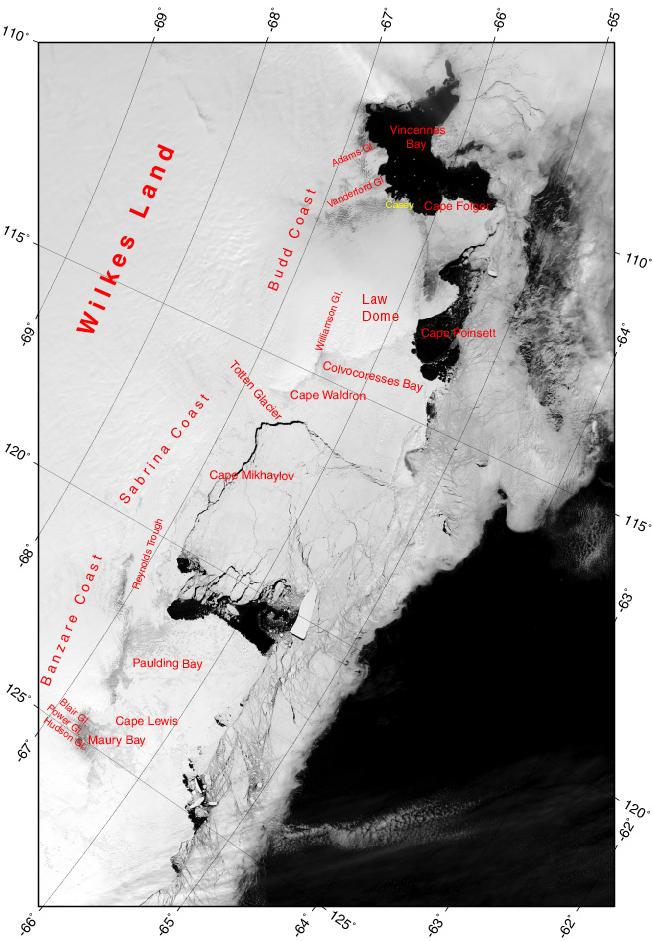 -69°
-68°
-67°
-66°
-65°
110°
Vincennes
Bay
Adams Gl.
Vanderford Gl.
Casey
Cape Folger
Wilkes Land
Budd Coast
115°
110°
Law
Dome
Williamson Gl.
Cape Poinsett
-69°
-64°
Totten Glacier
Colvocoresses Bay
Cape Waldron
Sabrina Coast
120°
Cape Mikhaylov
115°
Reynolds Trough
-68°
-63°
Banzare Coast
Paulding Bay
125°
Blair Gl.
Power Gl.
Hudson Gl.
Cape Lewis
Maury Bay
-67°
120°
-62°
-66°
-65°
-64°
125°
-63°
-62°